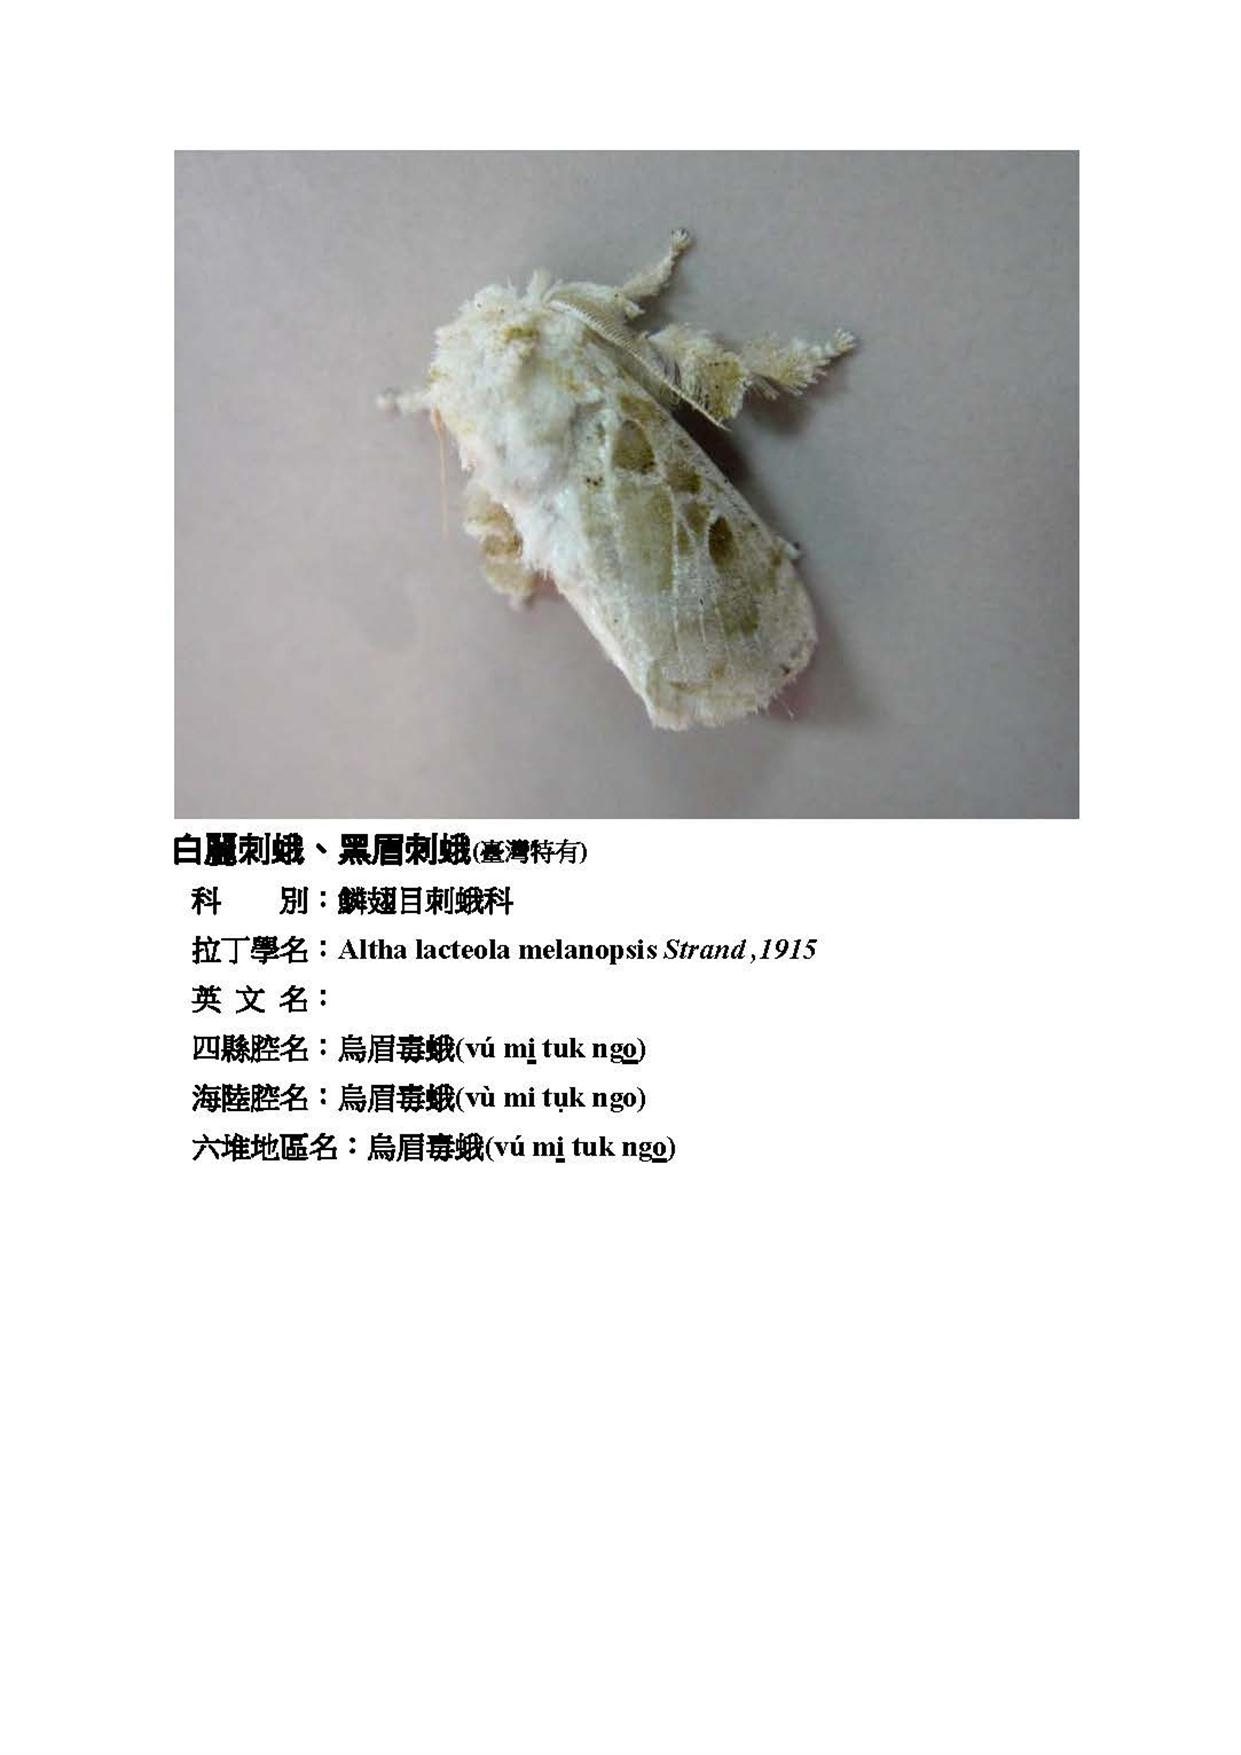 白麗刺蛾、黑眉刺蛾(臺灣特有)
科　　別：鱗翅目刺蛾科
拉丁學名：Altha lacteola melanopsis Strand ,1915
英 文 名：
四縣腔名：烏眉毒蛾(vú mi̲ tuk ngo̲)
海陸腔名：烏眉毒蛾(vù mi tụk ngo)
六堆地區名：烏眉毒蛾(vú mi̲ tuk ngo̲)